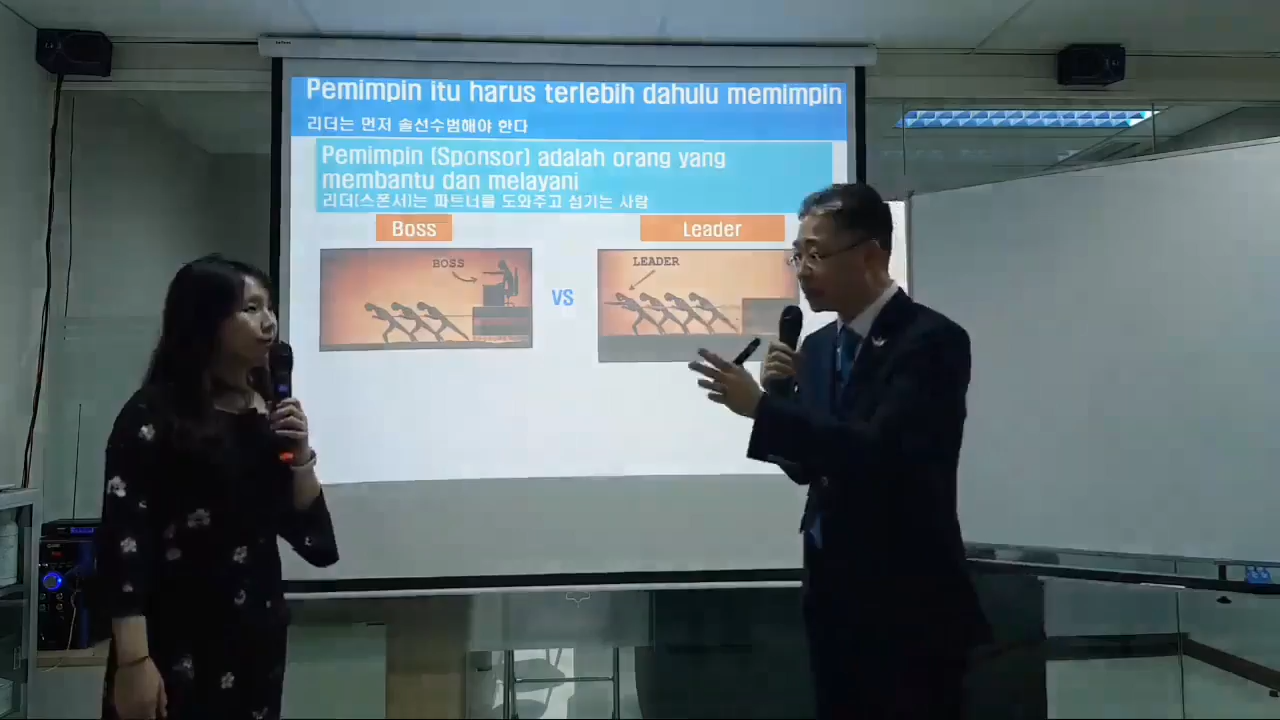 Pemimpin itu harus terlebih dahulu memimpin
리더는 먼저 솔선수범해야 한다
Pemimpin (Sponsor) adalah orang yang
membantu dan melayani
리더(스폰서)는 파트너를 도와주고 섬기는 사람
Boss
Leader
BOSS
VS
LEADER